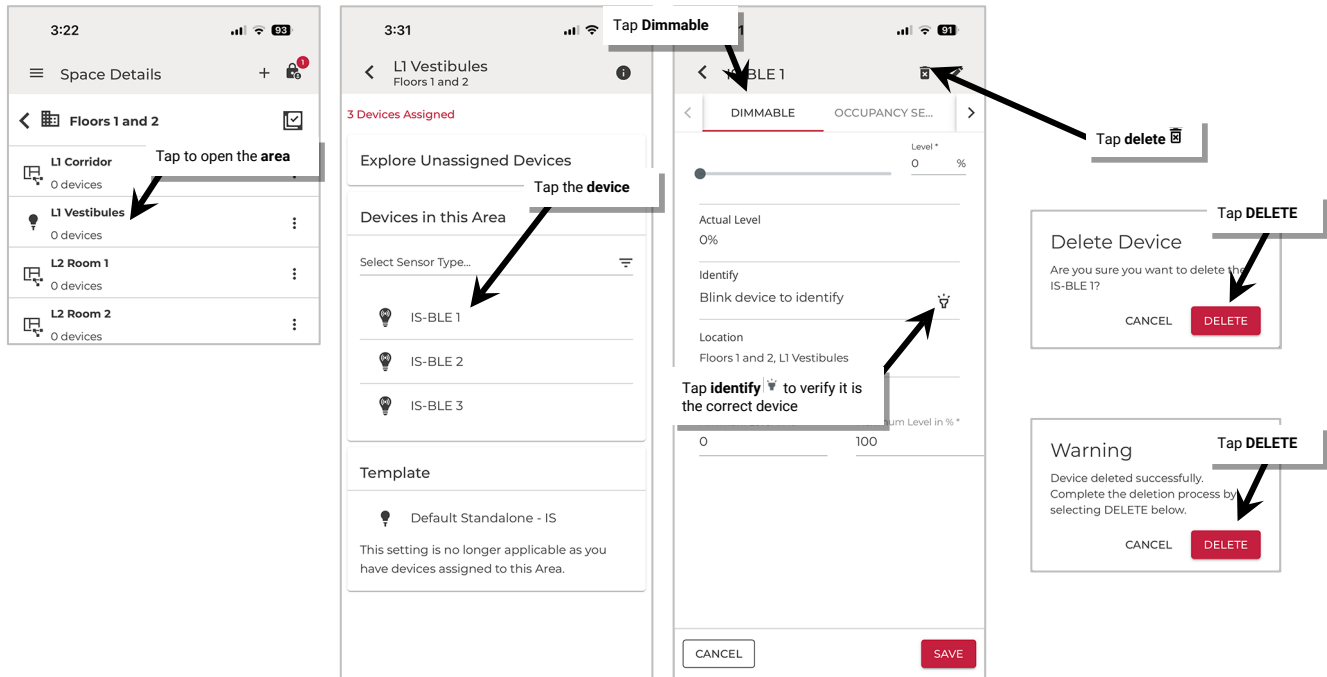 3:22
93
Space Details
1
Floors 1 and 2
L1 Corridor
0 devices
Tap to open the area
L1 Vestibules
0 devices
L2 Room 1
0 devices
L2 Room 2
0 devices
3:31
L1 Vestibules
Floors 1 and 2
3 Devices Assigned
Explore Unassigned Devices
Tap the device
Devices in this Area
Select Sensor Type...
IS-BLE 1
IS-BLE 2
IS-BLE 3
Template
Default Standalone - IS
This setting is no longer applicable as you
have devices assigned to this Area.
Tap Dimmable
91
BLE 1
DIMMABLE
OCCUPANCY SE...
Level *
0 %
Actual Level
0%
Identify
Blink device to identify
Location
Floors 1 and 2, L1 Vestibules
Tap identify to verify it is
the correct device
um Level in % *
0
100
CANCEL
SAVE
Tap delete
Tap DELETE
Delete Device
Are you sure you want to delete the
IS-BLE 1?
CANCEL
DELETE
Tap DELETE
Warning
Device deleted successfully.
Complete the deletion process by
selecting DELETE below.
CANCEL
DELETE